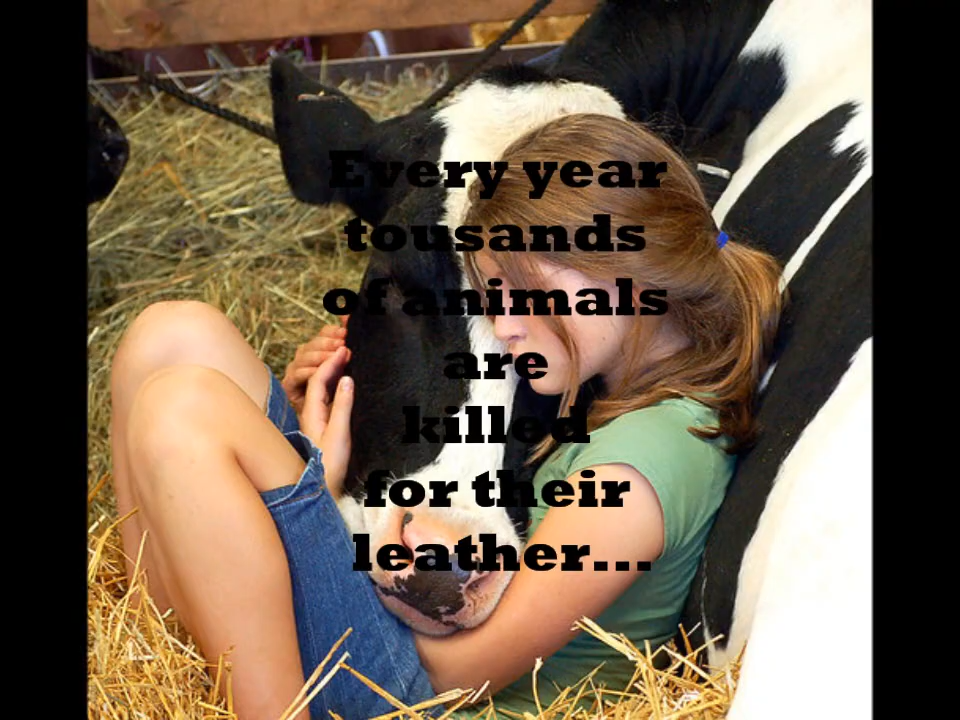 Every year
tousands
of animals
are
killed
for their
leather...